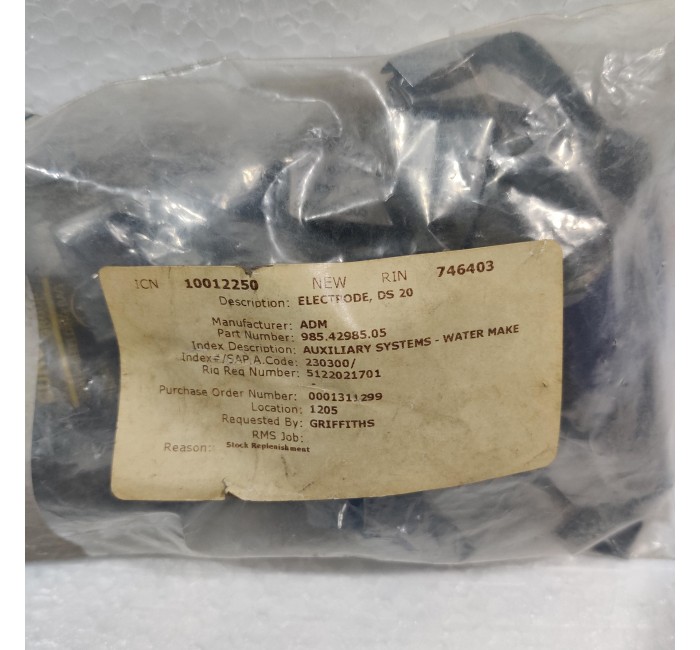 ICN 10012250 NEW RIN 746403
Description: ELECTRODE, DS 20
Manufacturer: ADM
Part Number: 985.42985.05
Index Description: AUXILIARY SYSTEMS - WATER MAKE
Index#/SAP.A.Code: 230300/
Rig Req Number: 5122021701
Purchase Order Number: 0001311299
Location: 1205
Requested By: GRIFFITHS
RMS Job:
Reason: Stock Replenishment